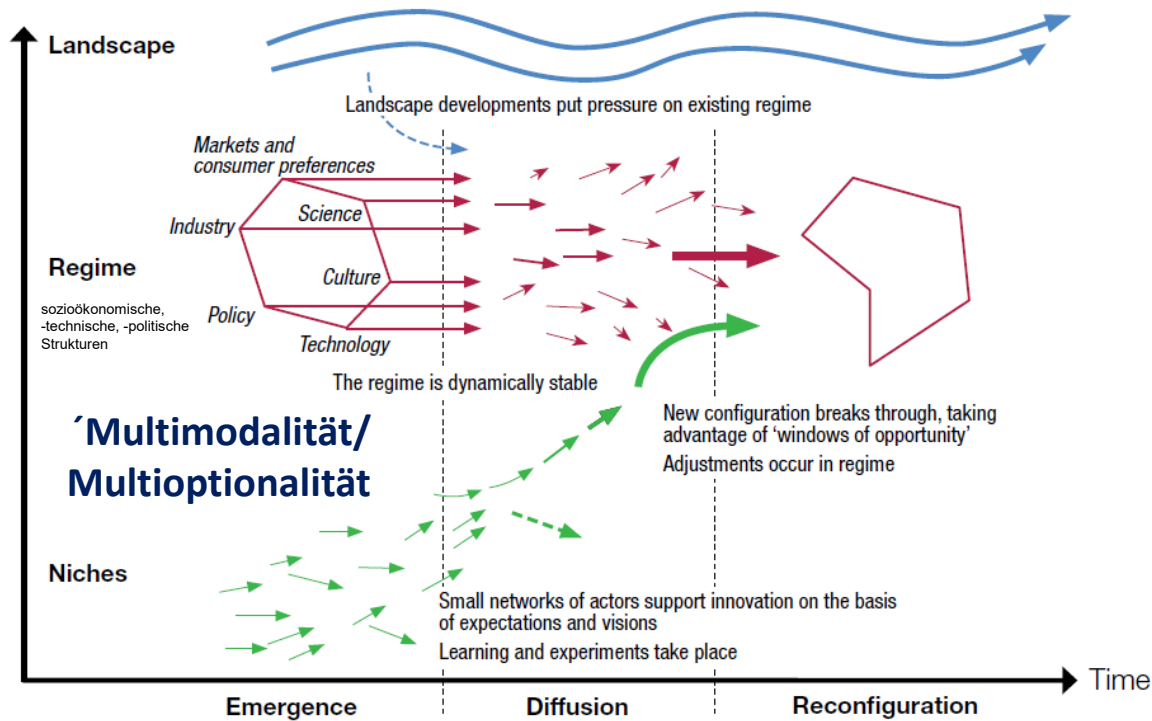 Landscape
Landscape developments put pressure on existing regime
Markets and
consumer preferences
Science
Industry
Regime
Culture
sozioökonomische,
-technische, -politische
Strukturen
Policy
Technology
The regime is dynamically stable
´Multimodalität/
Multioptionalität
New configuration breaks through, taking
advantage of ‘windows of opportunity’
Adjustments occur in regime
Niches
Small networks of actors support innovation on the basis
of expectations and visions
Learning and experiments take place
Time
Emergence
Diffusion
Reconfiguration